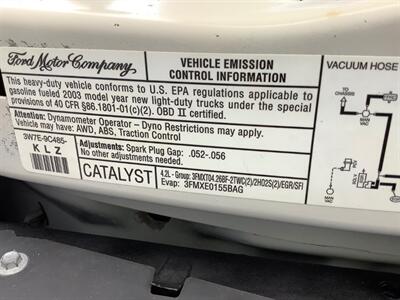 Ford Motor Company
VEHICLE EMISSION
CONTROL INFORMATION
This heavy-duty vehicle conforms to U.S. EPA regulations applicable to
gasoline fueled 2003 model year new light-duty trucks under the special
provisions of 40 CFR §86.1801-01(c)(2). OBD II certified.
Attention: Dynamometer Operator – Dyno Restrictions may apply.
Vehicle may have: AWD, ABS, Traction Control
3W7E-9C485-
K L Z
Adjustments: Spark Plug Gap: .052-.056
No other adjustments needed.
CATALYST
4.2L - Group: 3FMXT04.26BF-2TWC(2)/2HO2S(2)/EGR/SFI
Evap: 3FMXE0155BAG
VACUUM HOSE
TO
CHASSIS
MAN
VAC